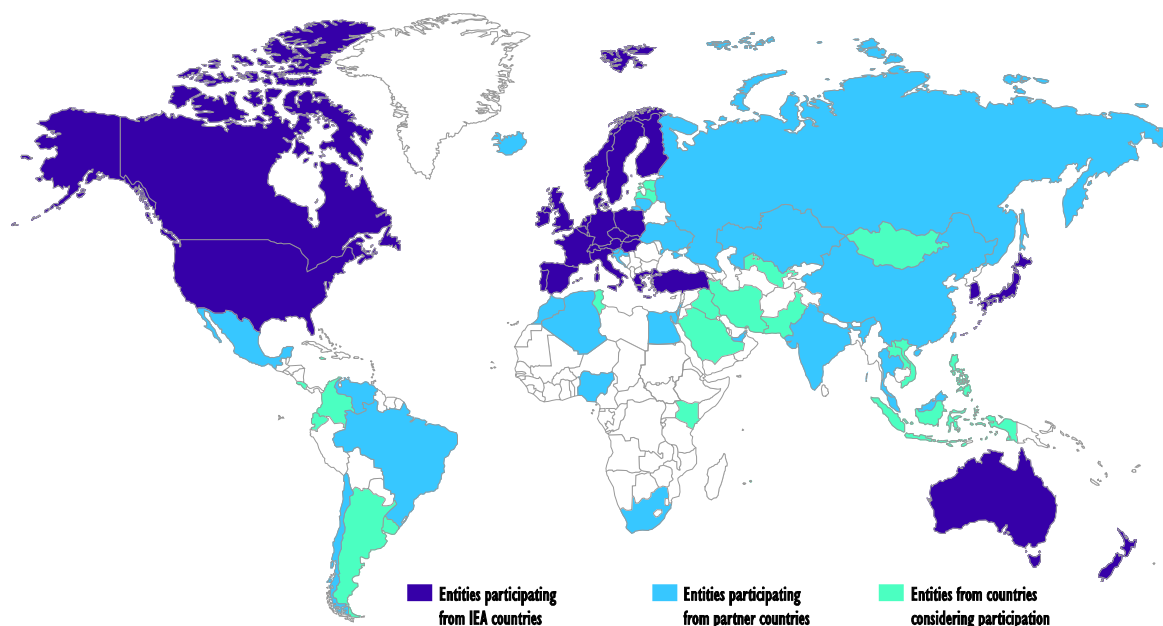 Entities participating
from IEA countries
Entities participating
from partner countries
Entities from countries
considering participation